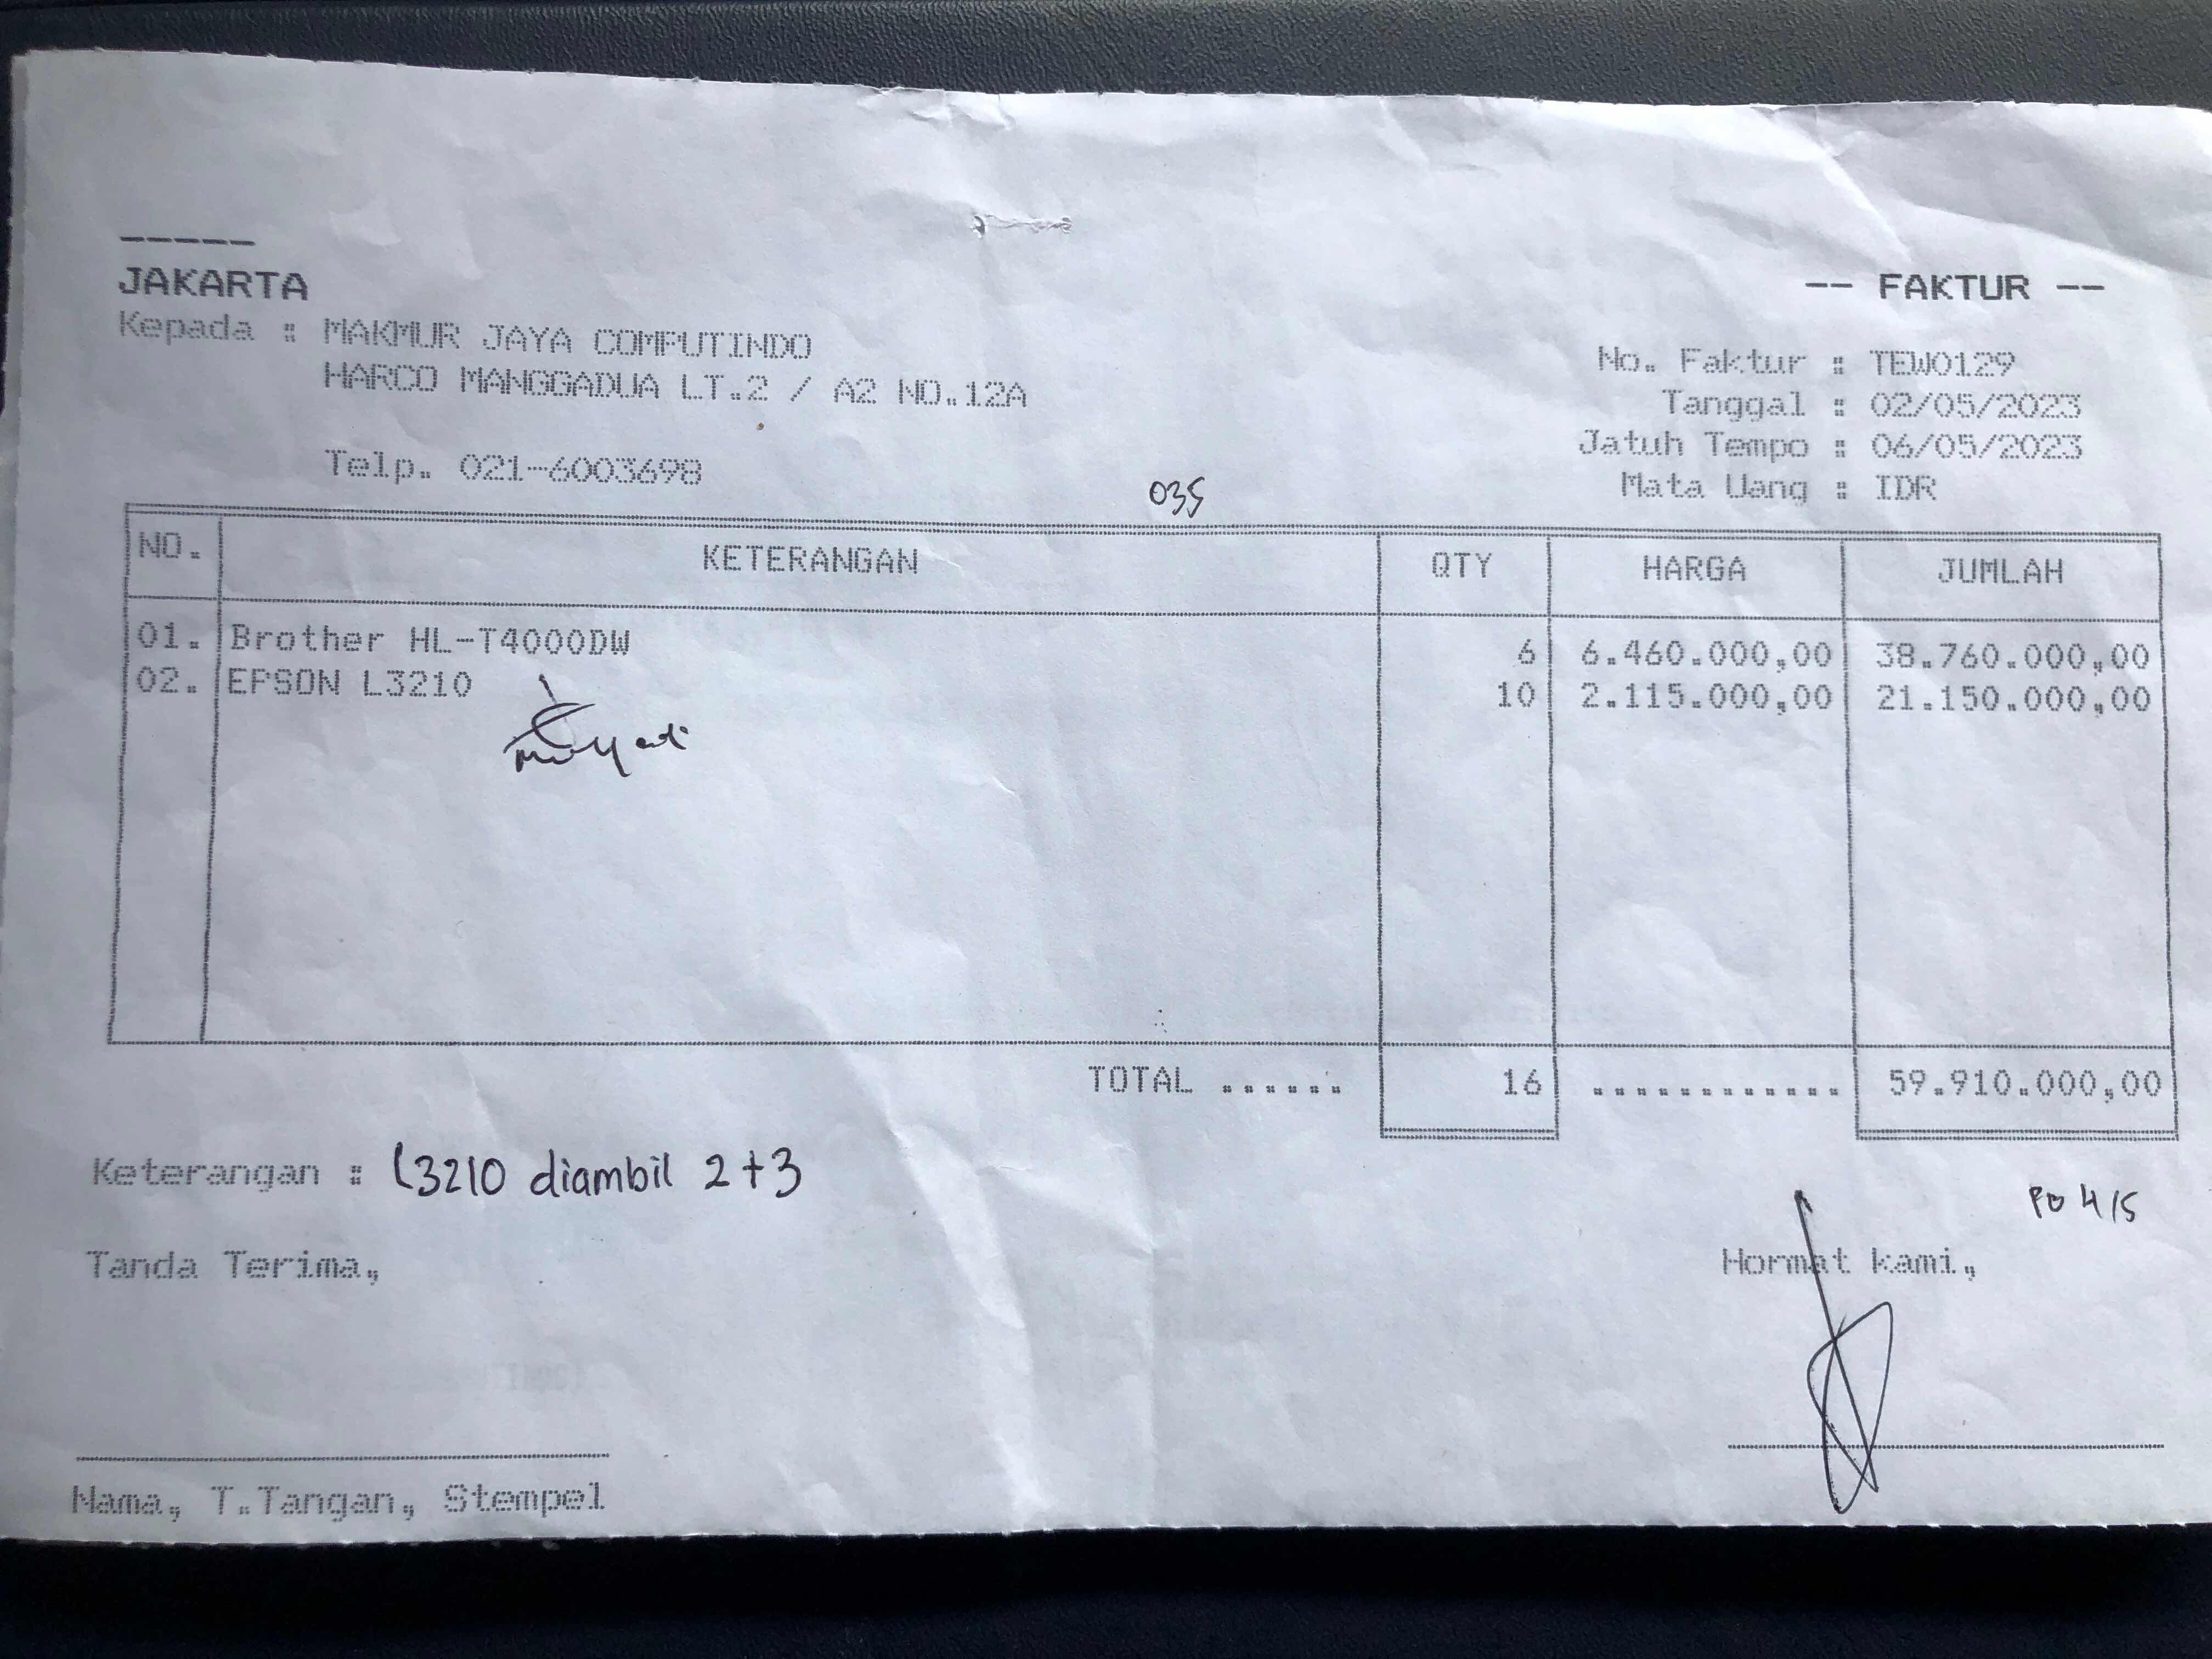 -----
JAKARTA
-- FAKTUR --
Kepada : MAKMUR JAYA COMPUTINDO
HARCO MANGGADUA LT.2 / A2 NO.12A
Telp. 021-6003698
No. Faktur : TEW0129
Tanggal : 02/05/2023
Jatuh Tempo : 06/05/2023
Mata Uang : IDR
035
NO. KETERANGAN QTY HARGA JUMLAH
01. Brother HL-T4000DW 6 6.460.000,00 38.760.000,00
02. EPSON L3210 10 2.115.000,00 21.150.000,00
TOTAL ...... 16 ............ 59.910.000,00
Keterangan : L3210 diambil 2+3
PO 4/5
Tanda Terima,
Hormat kami,
Nama, T.Tangan, Stempel